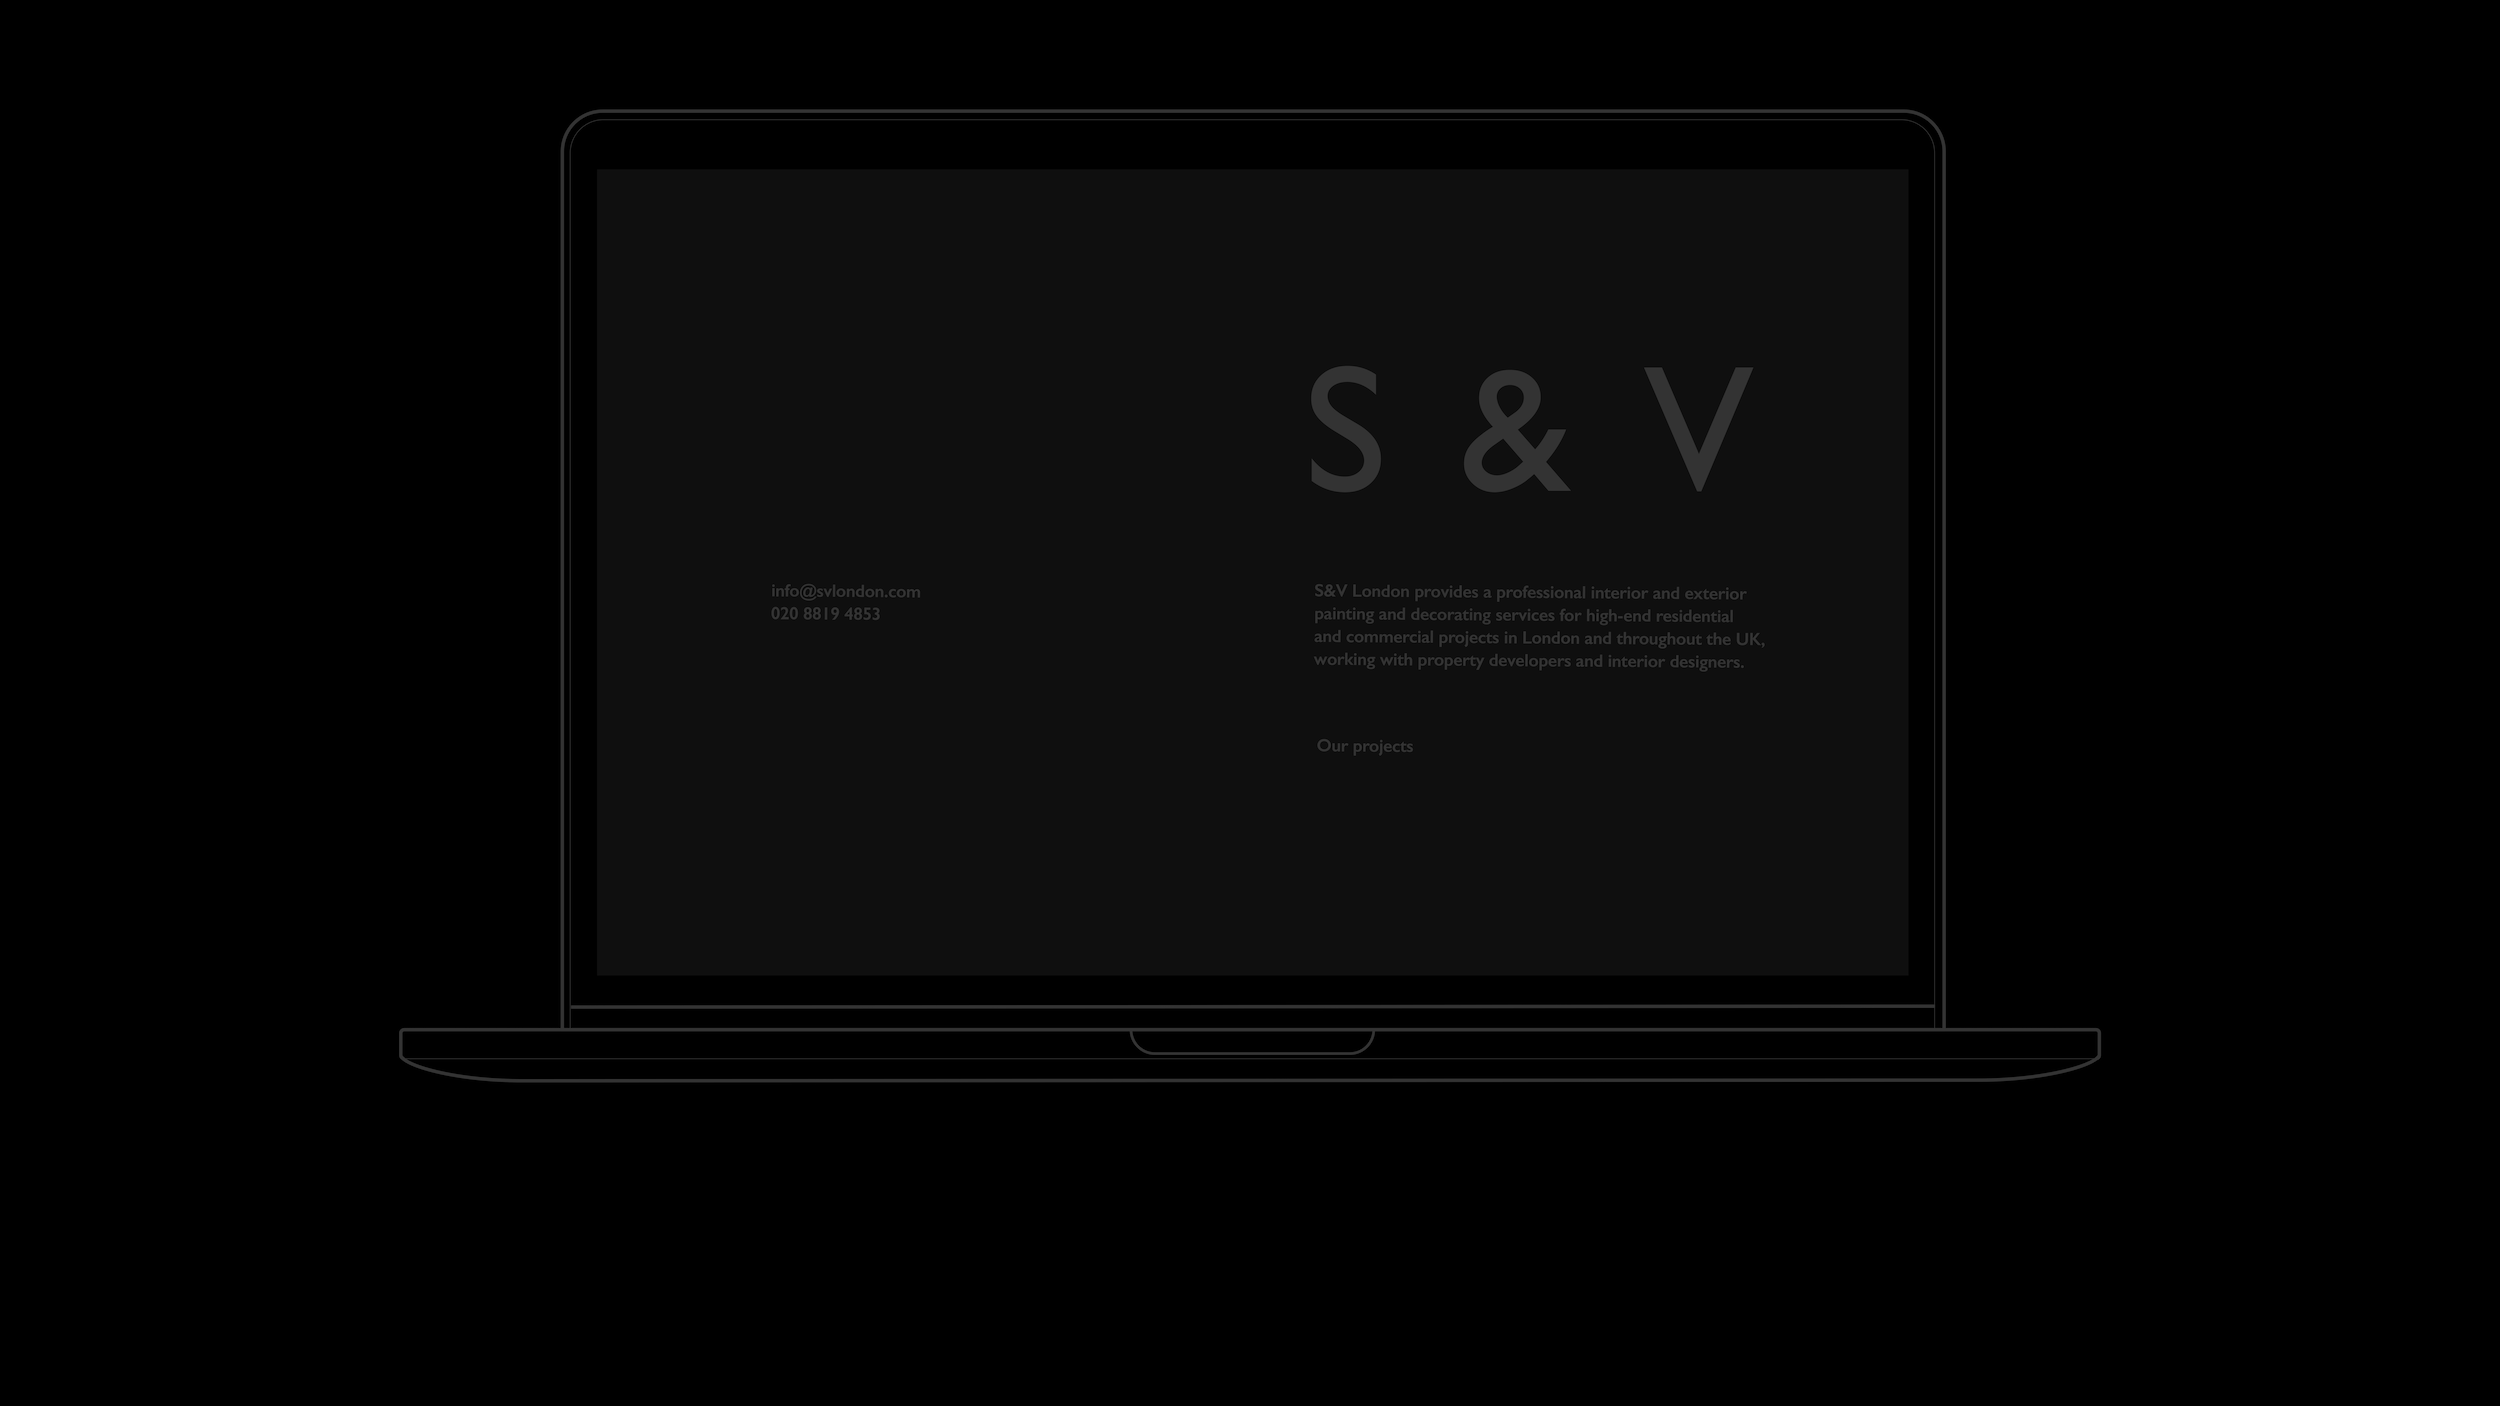 S & V
info@svlondon.com
020 8819 4853
S&V London provides a professional interior and exterior
painting and decorating services for high-end residential
and commercial projects in London and throughout the UK,
working with property developers and interior designers.
Our projects